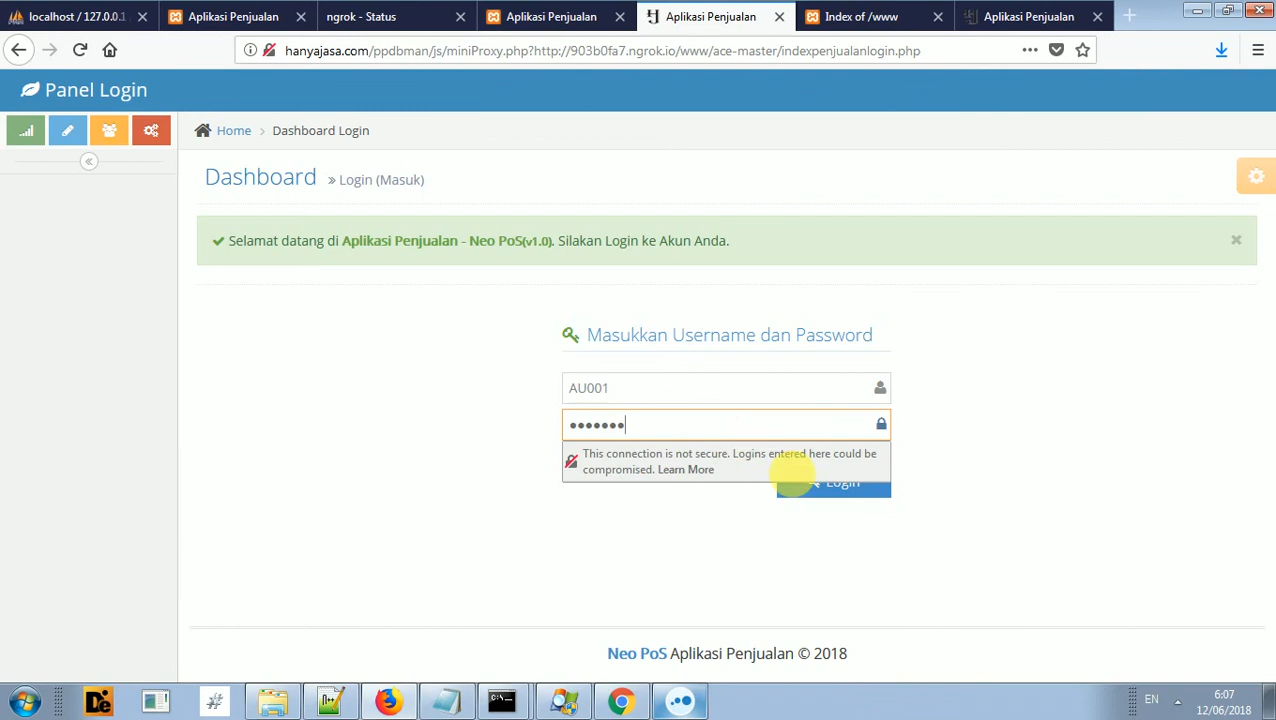 localhost / 127.0.0.1
Aplikasi Penjualan
ngrok - Status
Aplikasi Penjualan
Aplikasi Penjualan
Index of /www
Aplikasi Penjualan
hanyajasa.com/ppdbman/js/miniProxy.php?http://903b0fa7.ngrok.io/www/ace-master/indexpenjualanlogin.php
Panel Login
Home > Dashboard Login
Dashboard » Login (Masuk)
Selamat datang di Aplikasi Penjualan - Neo PoS(v1.0). Silakan Login ke Akun Anda.
Masukkan Username dan Password
AU001
•••••••
This connection is not secure. Logins entered here could be
compromised. Learn More
Login
Neo PoS Aplikasi Penjualan © 2018
EN
6:07
12/06/2018